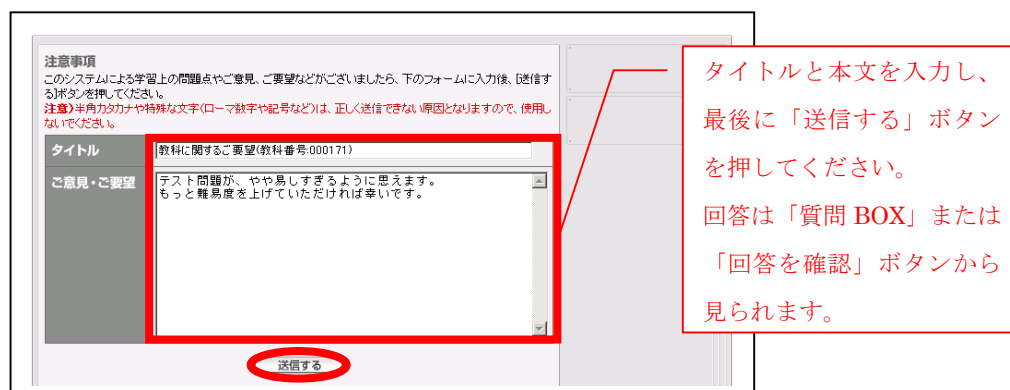 注意事項
このシステムによる学習上の問題点やご意見、ご要望などがございましたら、下のフォームに入力後、[送信す
る]ボタンを押してください。
注意)半角カタカナや特殊な文字(ローマ数字や記号など)は、正しく送信できない原因となりますので、使用し
ないでください。
タイトル
教科に関するご要望(教科番号:000171)
ご意見・ご要望
テスト問題が、やや易しすぎるように思えます。
もっと難易度を上げていただければ幸いです。
送信する
タイトルと本文を入力し、
最後に「送信する」ボタン
を押してください。
回答は「質問 BOX」または
「回答を確認」ボタンから
見られます。